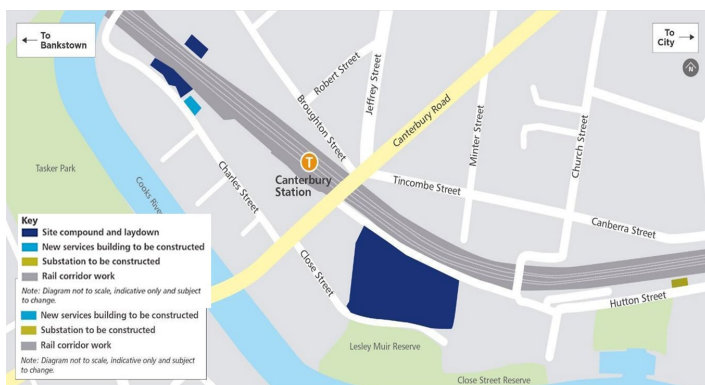 To
Bankstown
To
City
N
Robert Street
Jeffrey Street
Broughton Street
Canterbury Road
Minter Street
Church Street
Tasker Park
Cooks River
Charles Street
T
Canterbury
Station
Tincombe Street
Canberra Street
Close Street
Hutton Street
Lesley Muir Reserve
Close Street Reserve
Key
Site compound and laydown
New services building to be constructed
Substation to be constructed
Rail corridor work
Note: Diagram not to scale, indicative only and subject
to change.
New services building to be constructed
Substation to be constructed
Rail corridor work
Note: Diagram not to scale, indicative only and subject
to change.